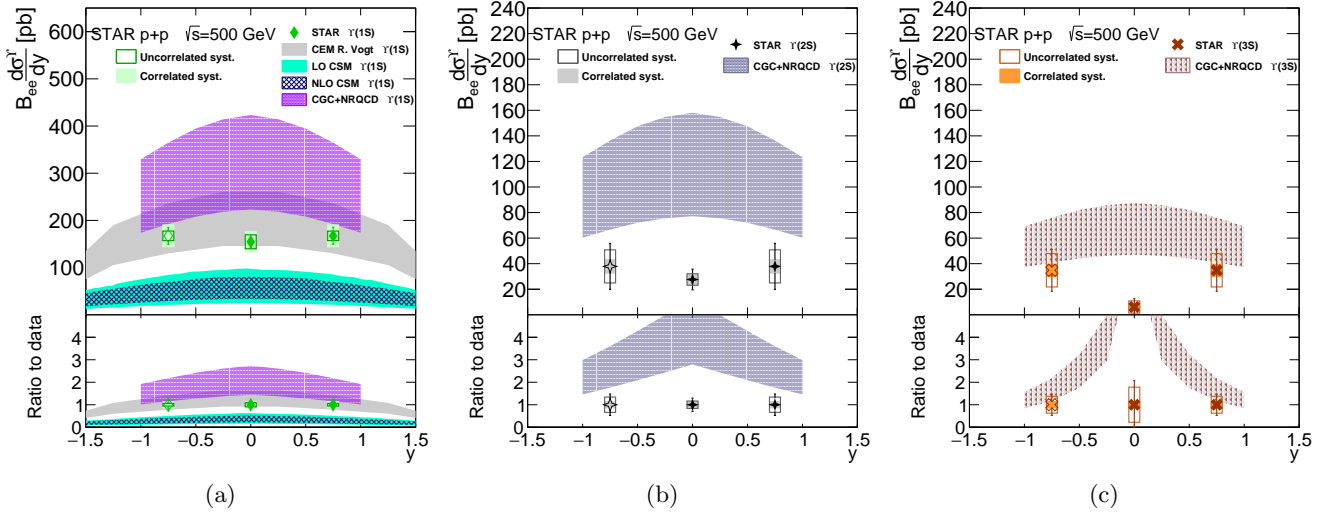 STAR p+p √s=500 GeV
Uncorrelated syst.
Correlated syst.
STAR ϒ(1S)
CEM R. Vogt ϒ(1S)
LO CSM ϒ(1S)
NLO CSM ϒ(1S)
CGC+NRQCD ϒ(1S)
B_ee dσ^ϒ/dy [pb]
600
500
400
300
200
100
Ratio to data
4
3
2
1
0
−1.5 −1 −0.5 0 0.5 1 1.5
y
(a)
STAR p+p √s=500 GeV
Uncorrelated syst.
Correlated syst.
STAR ϒ(2S)
CGC+NRQCD ϒ(2S)
B_ee dσ^ϒ/dy [pb]
240
220
200
180
160
140
120
100
80
60
40
20
Ratio to data
4
3
2
1
0
−1.5 −1 −0.5 0 0.5 1 1.5
y
(b)
STAR p+p √s=500 GeV
Uncorrelated syst.
Correlated syst.
STAR ϒ(3S)
CGC+NRQCD ϒ(3S)
B_ee dσ^ϒ/dy [pb]
240
220
200
180
160
140
120
100
80
60
40
20
Ratio to data
4
3
2
1
0
−1.5 −1 −0.5 0 0.5 1 1.5
y
(c)